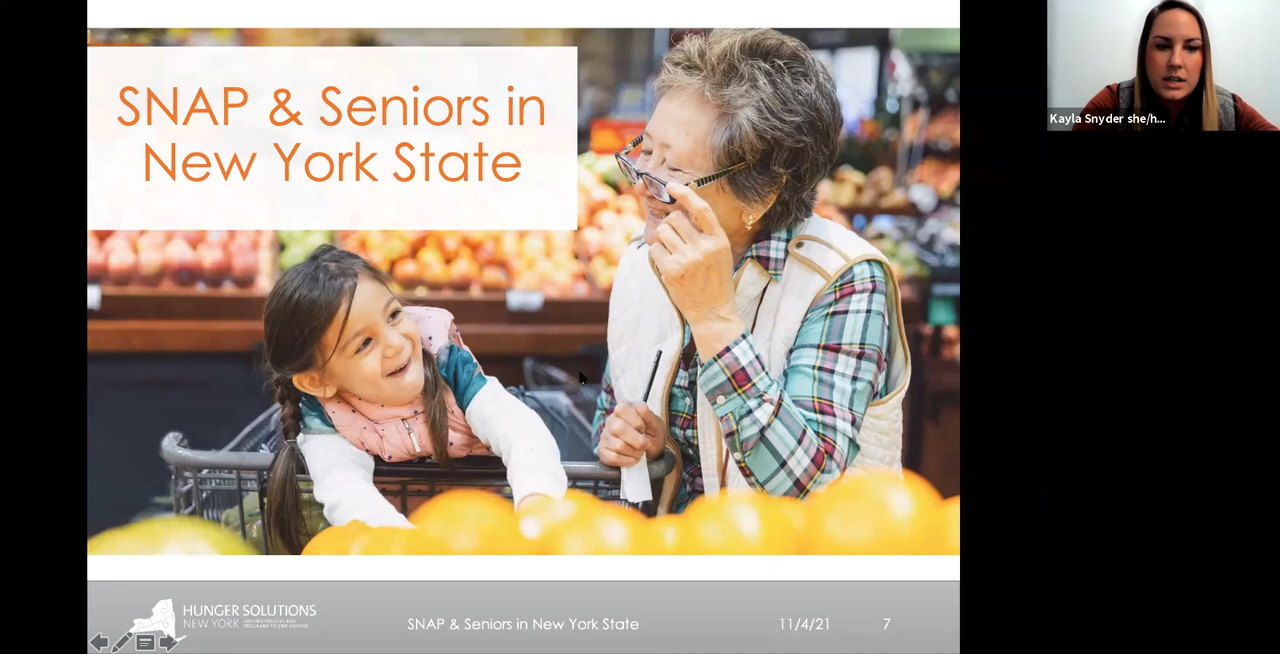 SNAP & Seniors in
New York State
Kayla Snyder she/h...
HUNGER SOLUTIONS
NEW YORK
SNAP & Seniors in New York State
11/4/21
7